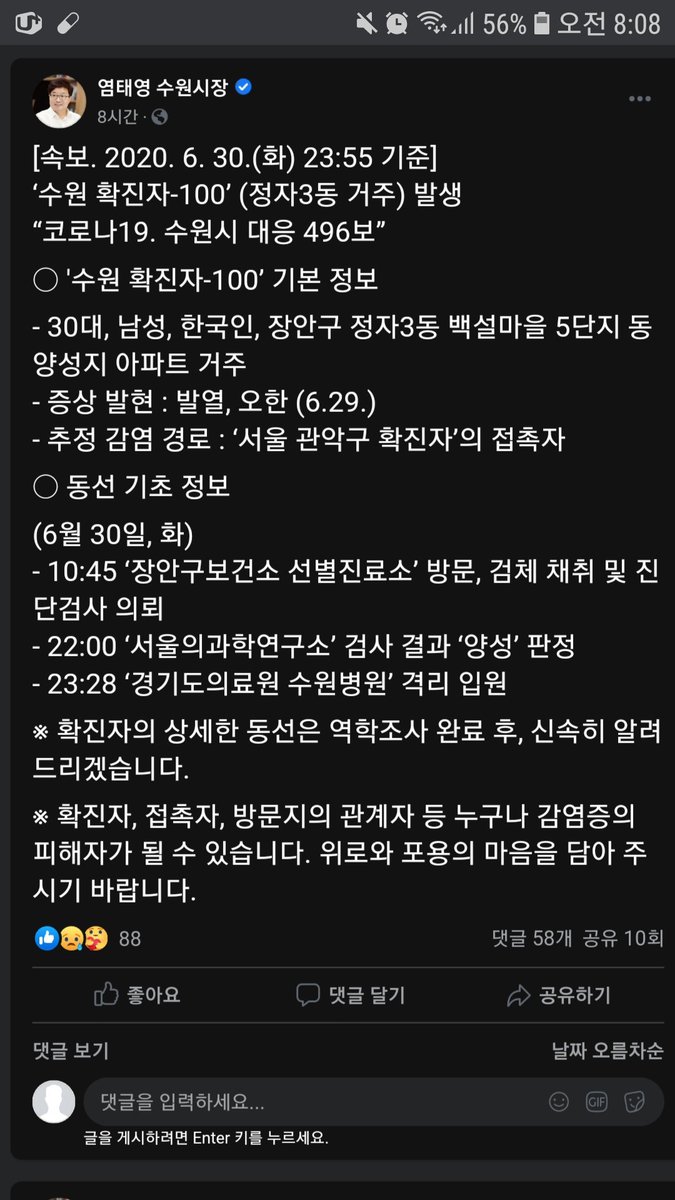 56% 오전 8:08
염태영 수원시장
8시간 ·
[속보. 2020. 6. 30.(화) 23:55 기준]
‘수원 확진자-100’ (정자3동 거주) 발생
“코로나19. 수원시 대응 496보”
○ '수원 확진자-100’ 기본 정보
- 30대, 남성, 한국인, 장안구 정자3동 백설마을 5단지 동
양성지 아파트 거주
- 증상 발현 : 발열, 오한 (6.29.)
- 추정 감염 경로 : ‘서울 관악구 확진자’의 접촉자
○ 동선 기초 정보
(6월 30일, 화)
- 10:45 ‘장안구보건소 선별진료소’ 방문, 검체 채취 및 진
단검사 의뢰
- 22:00 ‘서울의과학연구소’ 검사 결과 ‘양성’ 판정
- 23:28 ‘경기도의료원 수원병원’ 격리 입원
※ 확진자의 상세한 동선은 역학조사 완료 후, 신속히 알려
드리겠습니다.
※ 확진자, 접촉자, 방문지의 관계자 등 누구나 감염증의
피해자가 될 수 있습니다. 위로와 포용의 마음을 담아 주
시기 바랍니다.
88 댓글 58개 공유 10회
좋아요 댓글 달기 공유하기
댓글 보기 날짜 오름차순
댓글을 입력하세요... GIF
글을 게시하려면 Enter 키를 누르세요.